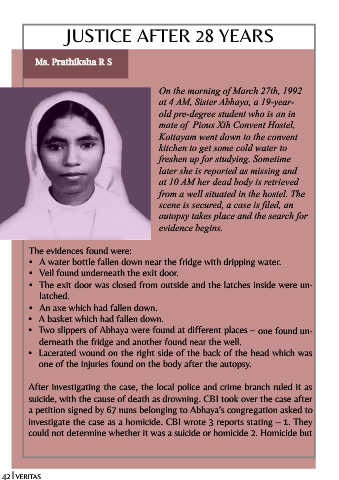 JUSTICE AFTER 28 YEARS
Ms. Prathiksha R S
On the morning of March 27th, 1992
at 4 AM, Sister Abhaya, a 19-year-
old pre-degree student who is an in
mate of Pious Xth Convent Hostel,
Kottayam went down to the convent
kitchen to get some cold water to
freshen up for studying. Sometime
later she is reported as missing and
at 10 AM her dead body is retrieved
from a well situated in the hostel. The
scene is secured, a case is filed, an
autopsy takes place and the search for
evidence begins.
The evidences found were:
• A water bottle fallen down near the fridge with dripping water.
• Veil found underneath the exit door.
• The exit door was closed from outside and the latches inside were un-
latched.
• An axe which had fallen down.
• A basket which had fallen down.
• Two slippers of Abhaya were found at different places – one found un-
derneath the fridge and another found near the well.
• Lacerated wound on the right side of the back of the head which was
one of the injuries found on the body after the autopsy.
After investigating the case, the local police and crime branch ruled it as
suicide, with the cause of death as drowning. CBI took over the case after
a petition signed by 67 nuns belonging to Abhaya's congregation asked to
investigate the case as a homicide. CBI wrote 3 reports stating – 1. They
could not determine whether it was a suicide or homicide 2. Homicide but
42|VERITAS